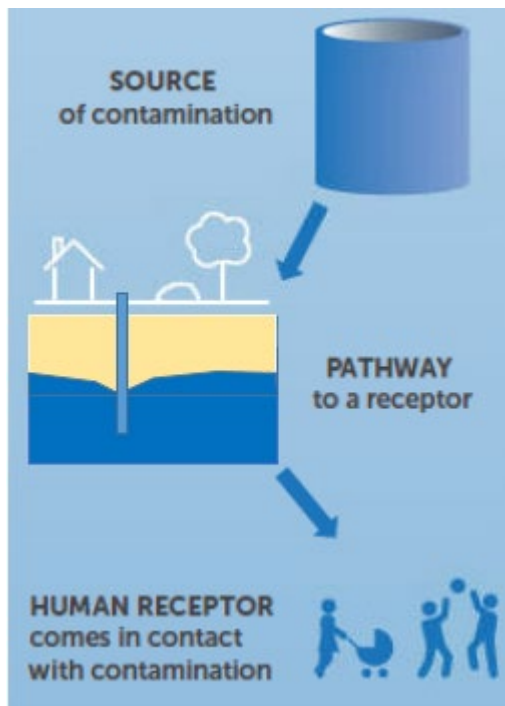 SOURCE
of contamination
PATHWAY
to a receptor
HUMAN RECEPTOR
comes in contact
with contamination